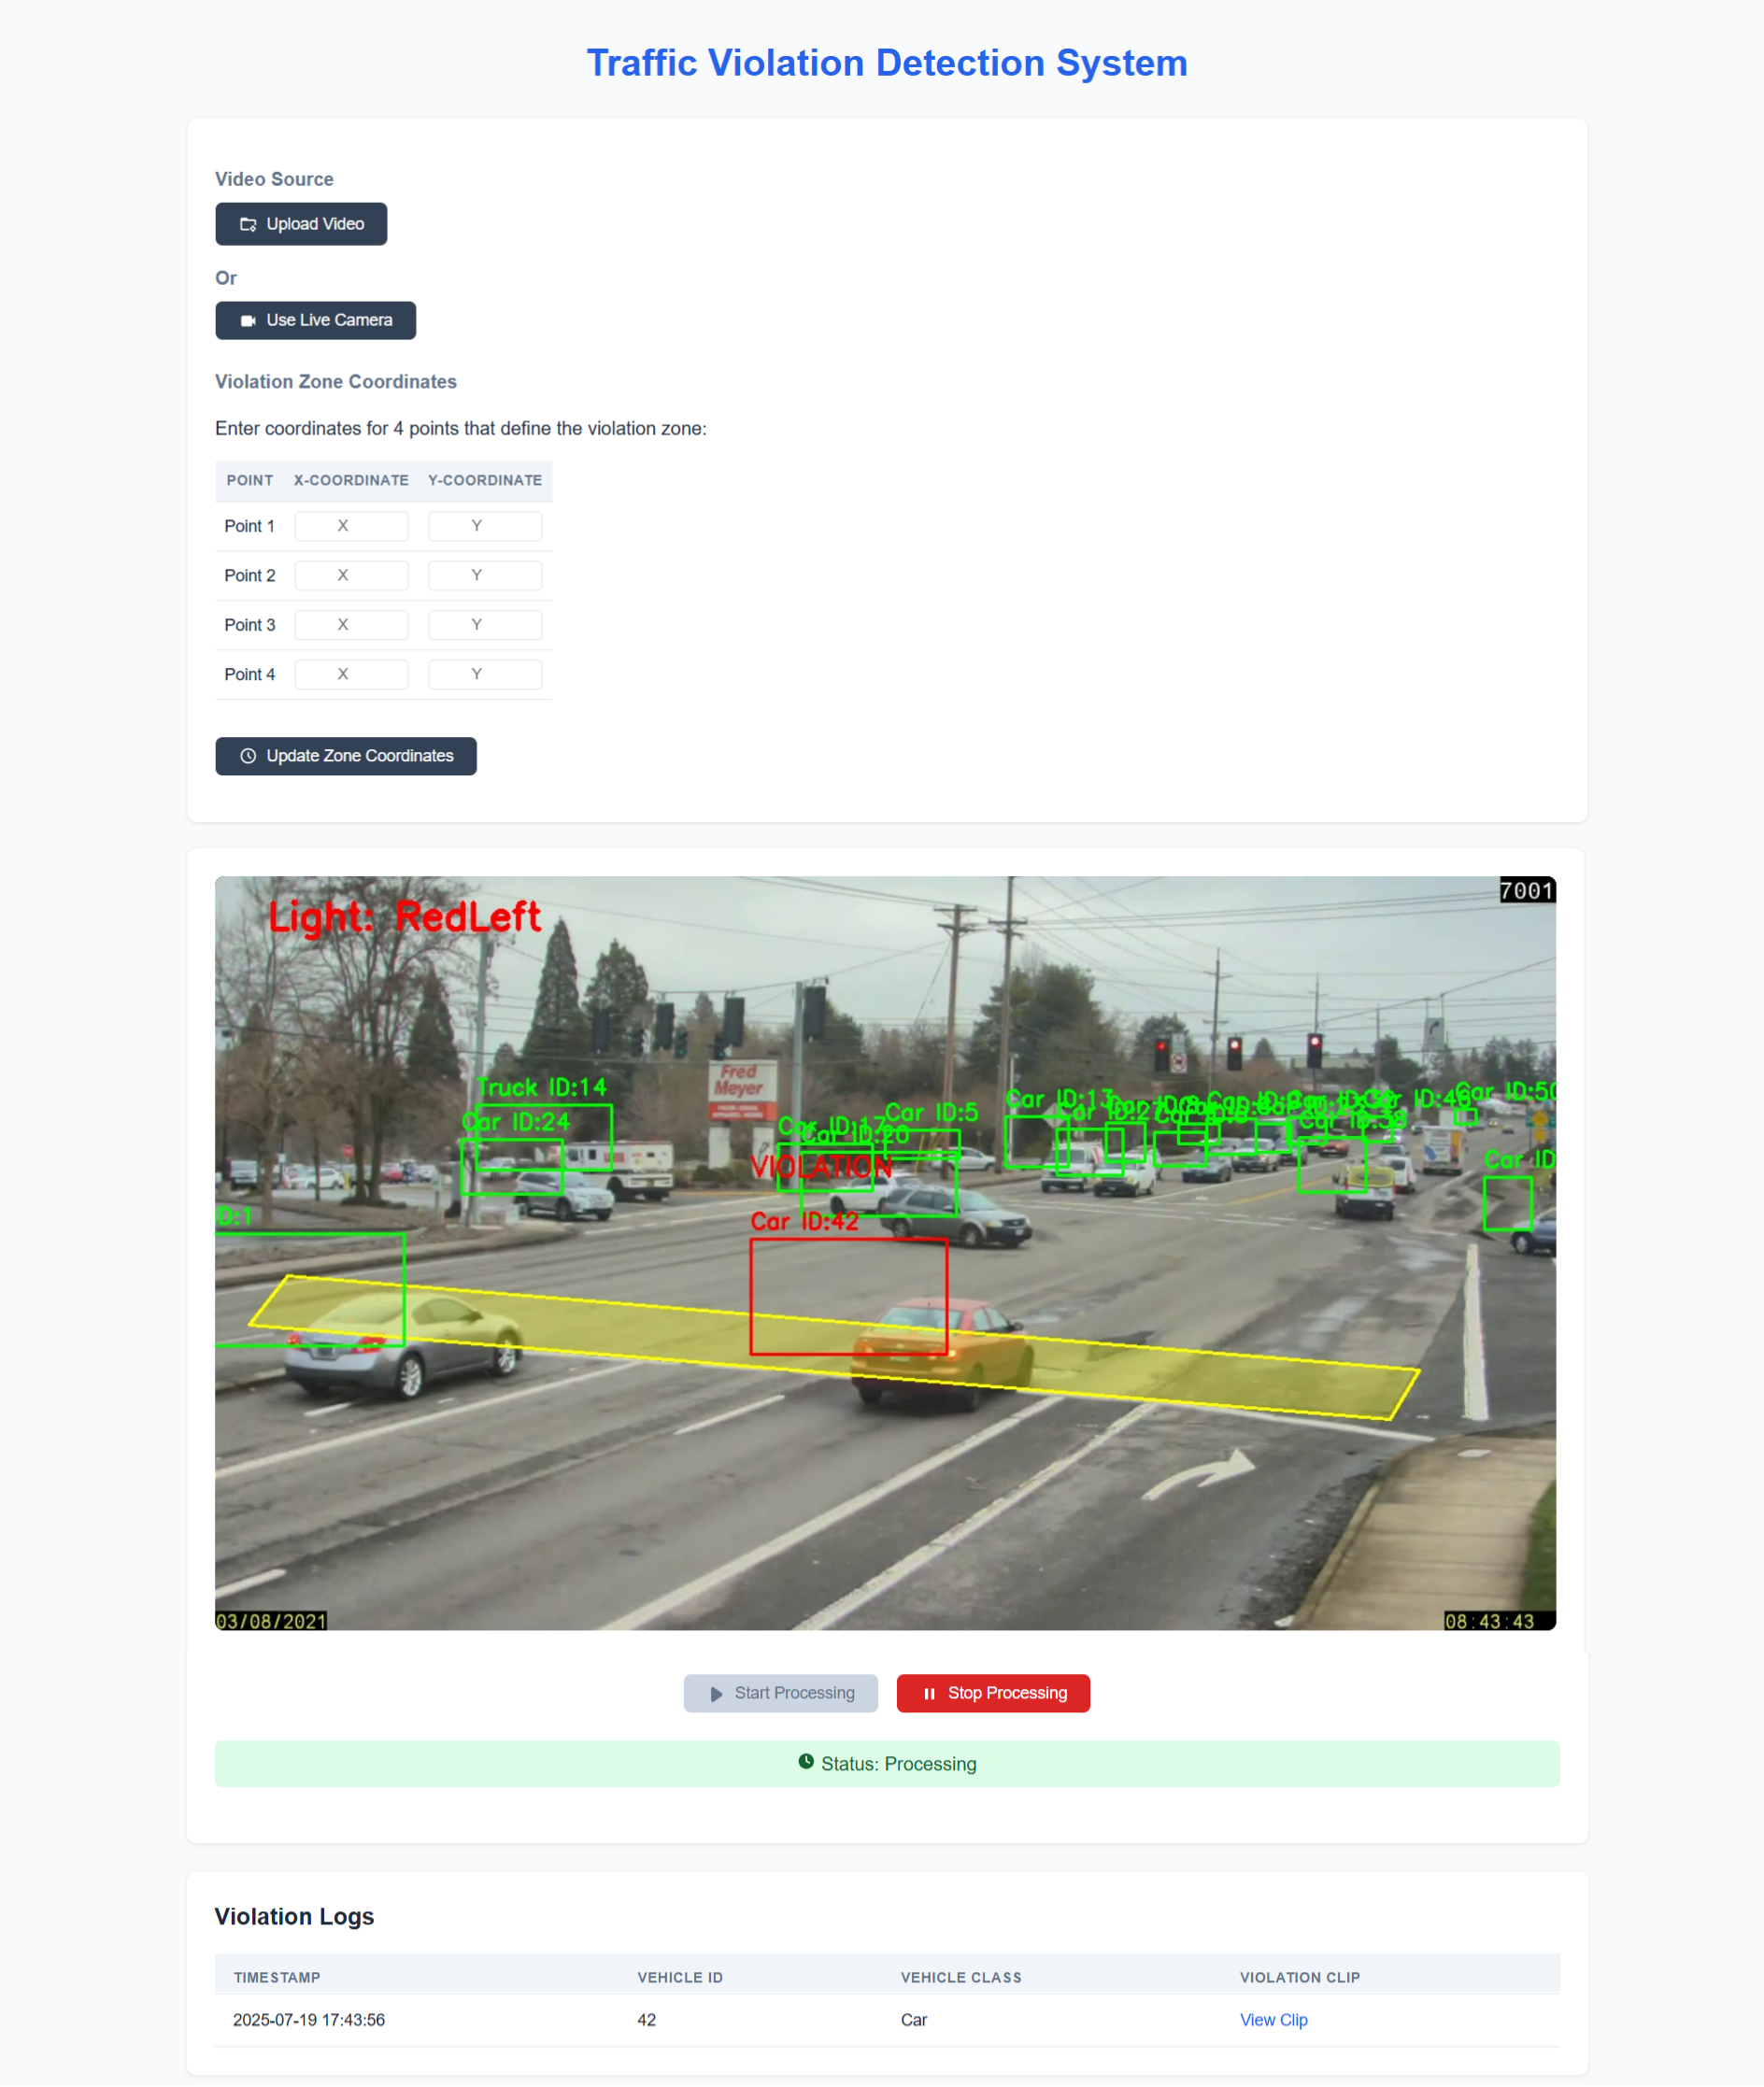 Traffic Violation Detection System
Video Source
Upload Video
Or
Use Live Camera
Violation Zone Coordinates
Enter coordinates for 4 points that define the violation zone:
POINT X-COORDINATE Y-COORDINATE
Point 1 X Y
Point 2 X Y
Point 3 X Y
Point 4 X Y
Update Zone Coordinates
7001
Light: RedLeft
Fred
Meyer
Truck ID:14
Car ID:24
Car ID:5
Car ID:17
Car ID:20
Car ID:13
Car ID:27
Car ID:46
Car ID:50
Car ID
VIOLATION
D:1
Car ID:42
03/08/2021
08:43:43
Start Processing
Stop Processing
Status: Processing
Violation Logs
TIMESTAMP VEHICLE ID VEHICLE CLASS VIOLATION CLIP
2025-07-19 17:43:56 42 Car View Clip